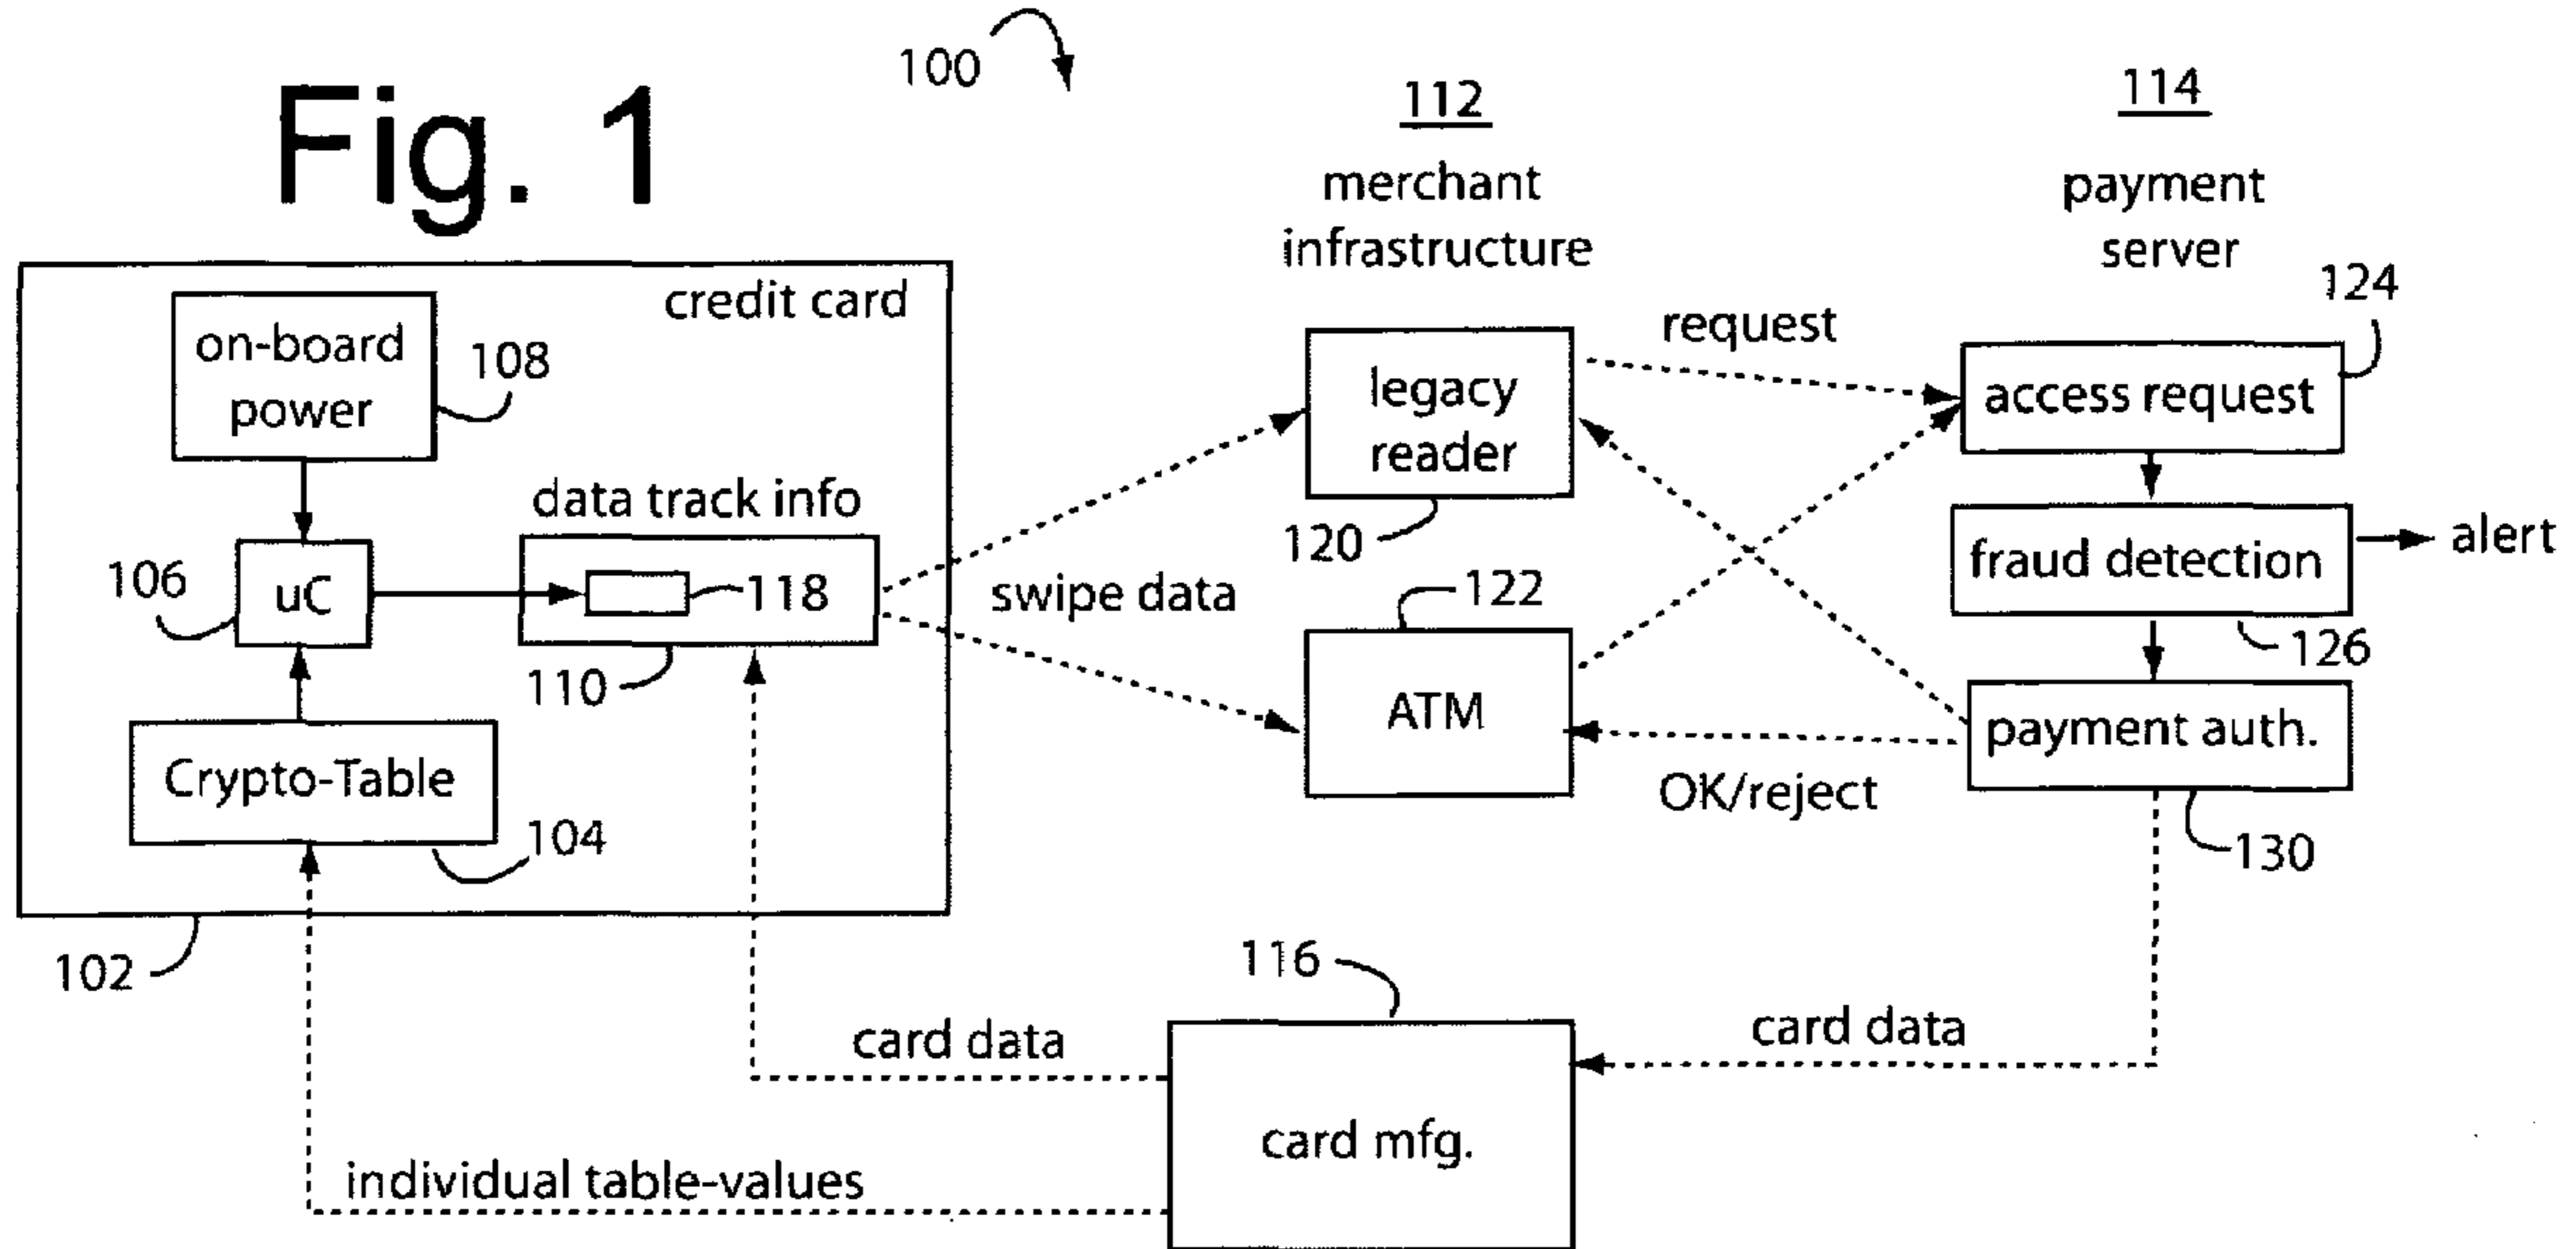 Fig. 1
100
112
merchant
infrastructure
114
payment
server
credit card
on-board
power
108
data track info
106
uC
118
110
Crypto-Table
104
102
swipe data
legacy
reader
120
122
ATM
request
OK/reject
124
access request
fraud detection
alert
126
payment auth.
130
116
card data
card data
card mfg.
individual table-values